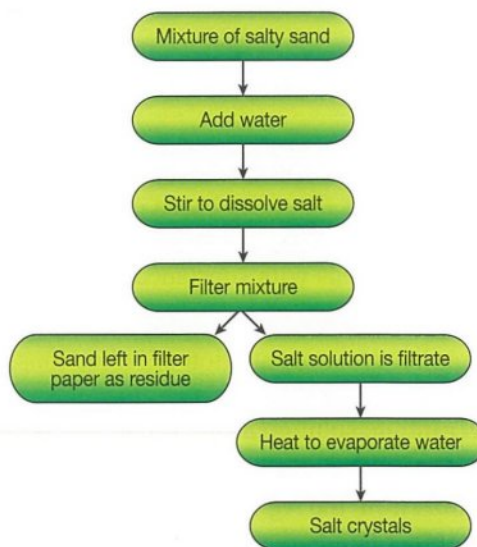 Mixture of salty sand
Add water
Stir to dissolve salt
Filter mixture
Sand left in filter
paper as residue
Salt solution is filtrate
Heat to evaporate water
Salt crystals